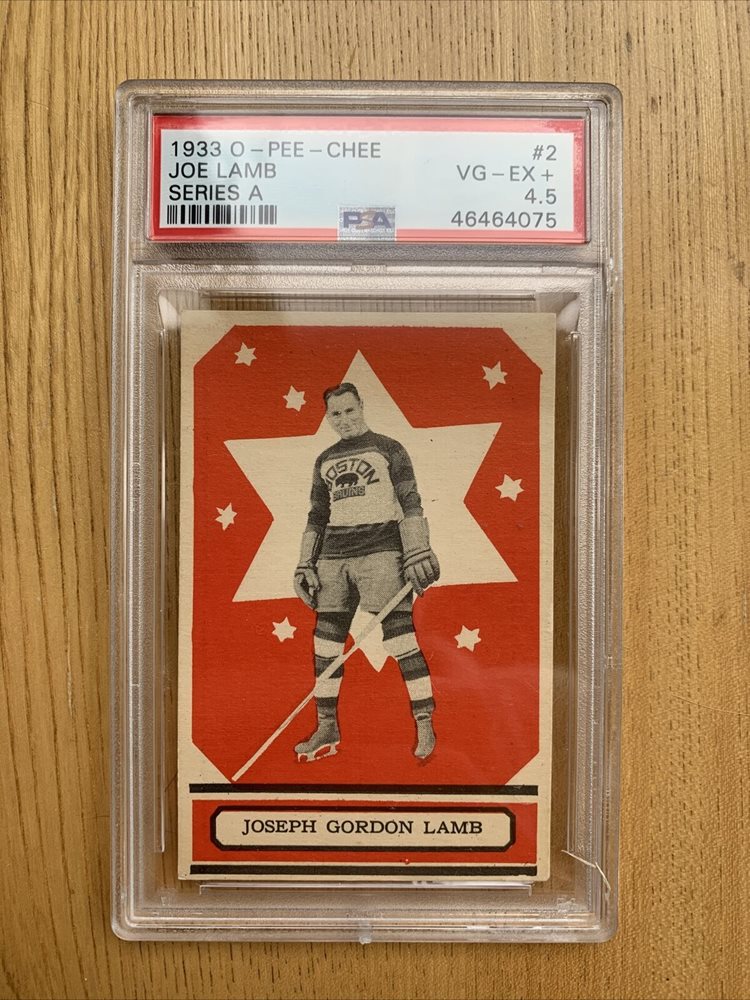 1933 O-PEE-CHEE #2
JOE LAMB VG-EX+
SERIES A 4.5
PSA 46464075
BOSTON
BRUINS
JOSEPH GORDON LAMB